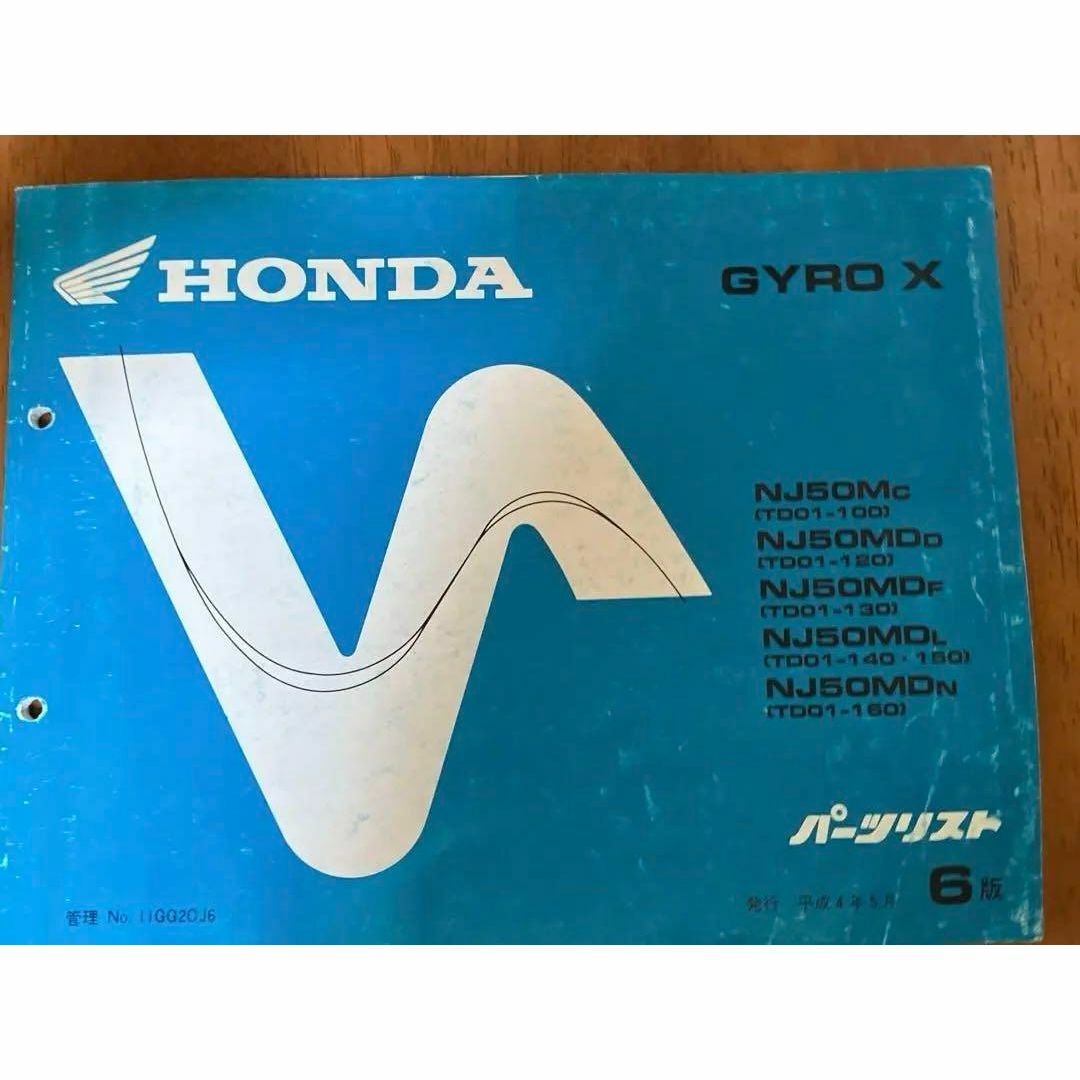 HONDA
GYRO X
NJ50MC
(TD01-100)
NJ50MDD
(TD01-120)
NJ50MDF
(TD01-130)
NJ50MDL
(TD01-140・150)
NJ50MDN
(TD01-160)
パーツリスト
管理 No. 11GG20J6
発行 平成4年5月 6版